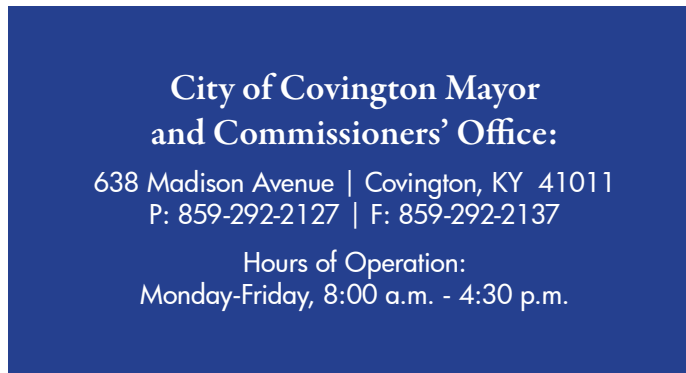 City of Covington Mayor
and Commissioners’ Office:
638 Madison Avenue | Covington, KY  41011
P: 859-292-2127 | F: 859-292-2137
Hours of Operation:
Monday-Friday, 8:00 a.m. - 4:30 p.m.